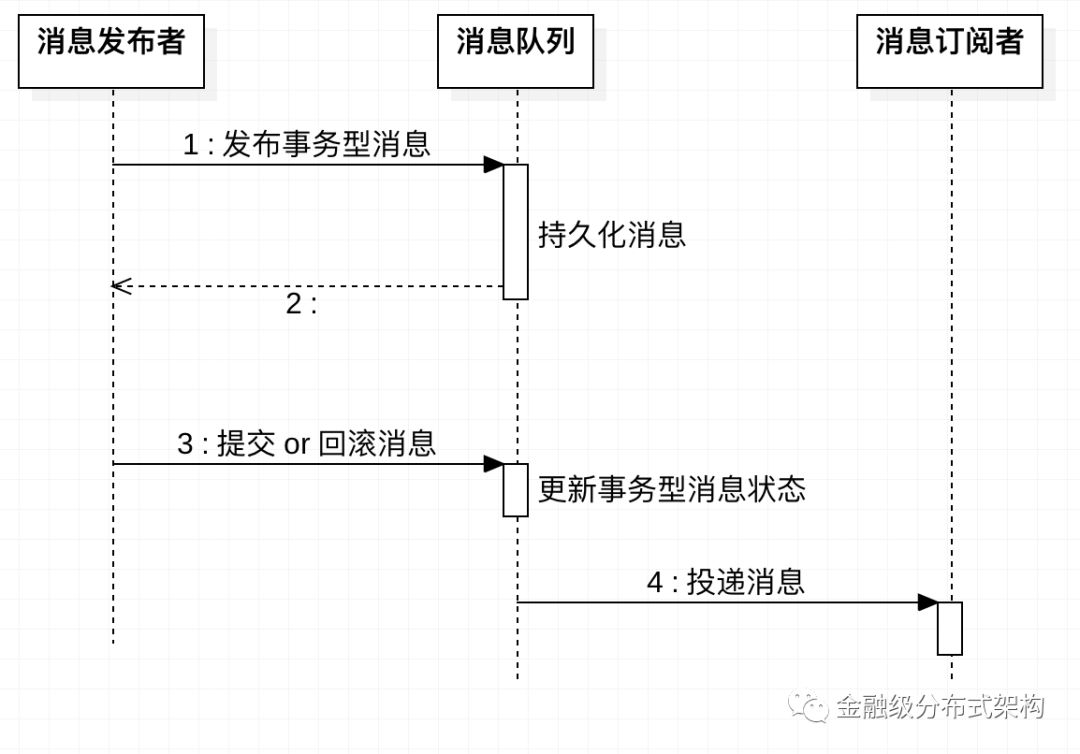 消息发布者
消息队列
消息订阅者
1 : 发布事务型消息
持久化消息
2 :
3 : 提交 or 回滚消息
更新事务型消息状态
4 : 投递消息
金融级分布式架构